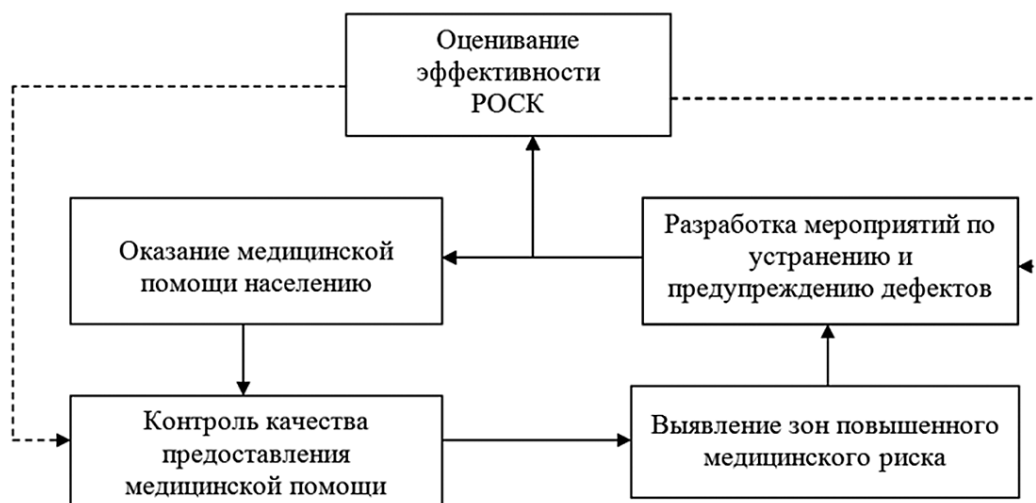 Оценивание
эффективности
РОСК
Оказание медицинской
помощи населению
Разработка мероприятий по
устранению и
предупреждению дефектов
Контроль качества
предоставления
медицинской помощи
Выявление зон повышенного
медицинского риска